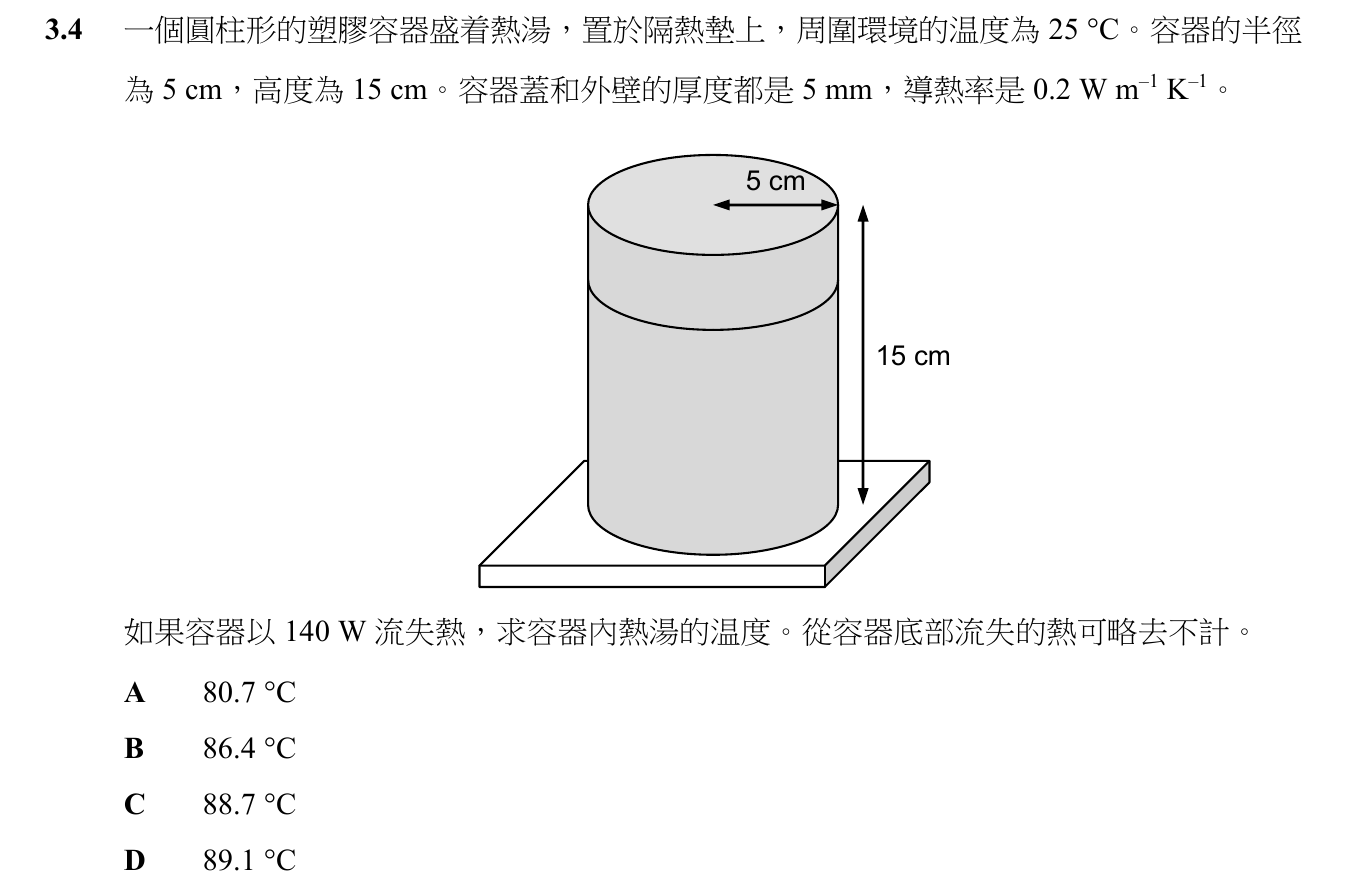 3.4 一個圓柱形的塑膠容器盛着熱湯，置於隔熱墊上，周圍環境的温度為 25 °C。容器的半徑
為 5 cm，高度為 15 cm。容器蓋和外壁的厚度都是 5 mm，導熱率是 0.2 W m⁻¹ K⁻¹。
5 cm
15 cm
如果容器以 140 W 流失熱，求容器內熱湯的温度。從容器底部流失的熱可略去不計。
A 80.7 °C
B 86.4 °C
C 88.7 °C
D 89.1 °C